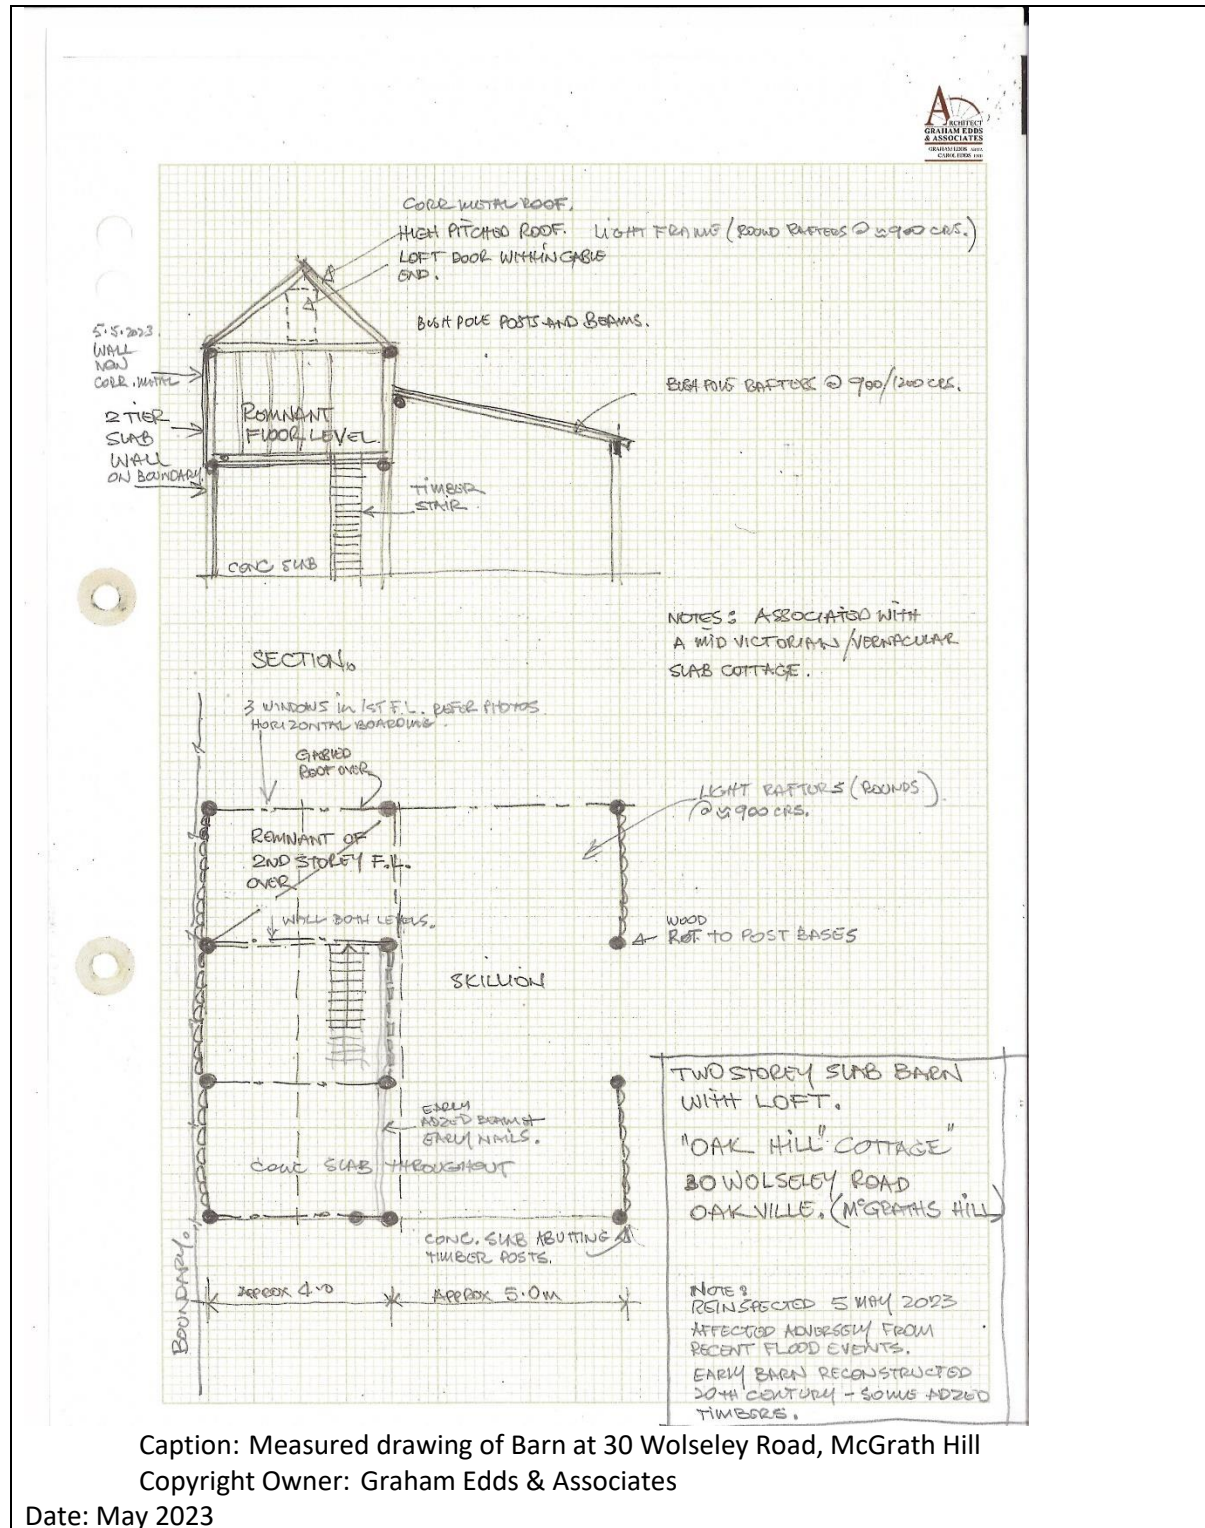 ARCHITECT
GRAHAM EDDS
& ASSOCIATES
GRAHAM EDDS
CAROL EDDS
CORR METAL ROOF.
HIGH PITCHED ROOF. LIGHT FRAME (ROUND RAFTERS @ ≈900 CRS.)
LOFT DOOR WITHIN GABLE
END.
BUSH POLE POSTS AND BEAMS.
5.5.2023.
WALL
NOW
CORR. METAL
BUSH POLE RAFTERS @ 900/1200 CRS.
2 TIER
SLAB
WALL
ON BOUNDARY.
REMNANT
FLOOR LEVEL.
TIMBER
STAIR.
CONC SLAB
NOTES: ASSOCIATED WITH
A MID VICTORIAN/VERNACULAR
SLAB COTTAGE.
SECTION.
3 WINDOWS in 1ST F.L. REFER PHOTOS
HORIZONTAL BOARDING.
GABLED
ROOF OVER
LIGHT RAFTORS (ROUNDS)
@ ≈900 CRS.
REMNANT OF
2ND STOREY F.L.
OVER
WALL BOTH LEVELS.
WOOD
ROT. TO POST BASES
SKILLION
EARLY
ADZED BEAM &
EARLY NAILS.
CONC SLAB THROUGHOUT
CONC. SLAB ABUTTING
TIMBER POSTS.
BOUNDARY.
APPROX 4.0
APPROX 5.0m
TWO STOREY SLAB BARN
WITH LOFT.
"OAK HILL" COTTAGE"
30 WOLSELEY ROAD
OAKVILLE. (McGRATHS HILL)
NOTE:
REINSPECTED 5 MAY 2023
AFFECTED ADVERSELY FROM
RECENT FLOOD EVENTS.
EARLY BARN RECONSTRUCTED
20TH CENTURY - SOME ADZED
TIMBERS.
Caption: Measured drawing of Barn at 30 Wolseley Road, McGrath Hill
Copyright Owner: Graham Edds & Associates
Date: May 2023